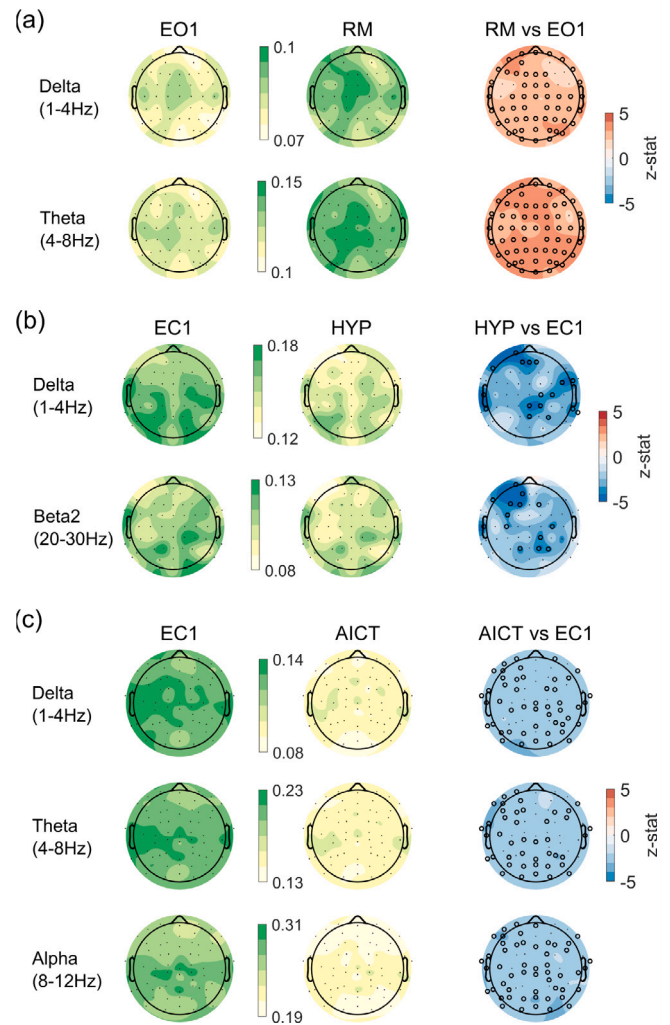 (a)
EO1 RM RM vs EO1
Delta
(1-4Hz)
0.1
0.07
Theta
(4-8Hz)
0.15
0.1
5
0
-5
z-stat
(b)
EC1 HYP HYP vs EC1
Delta
(1-4Hz)
0.18
0.12
Beta2
(20-30Hz)
0.13
0.08
5
0
-5
z-stat
(c)
EC1 AICT AICT vs EC1
Delta
(1-4Hz)
0.14
0.08
Theta
(4-8Hz)
0.23
0.13
5
0
-5
z-stat
Alpha
(8-12Hz)
0.31
0.19